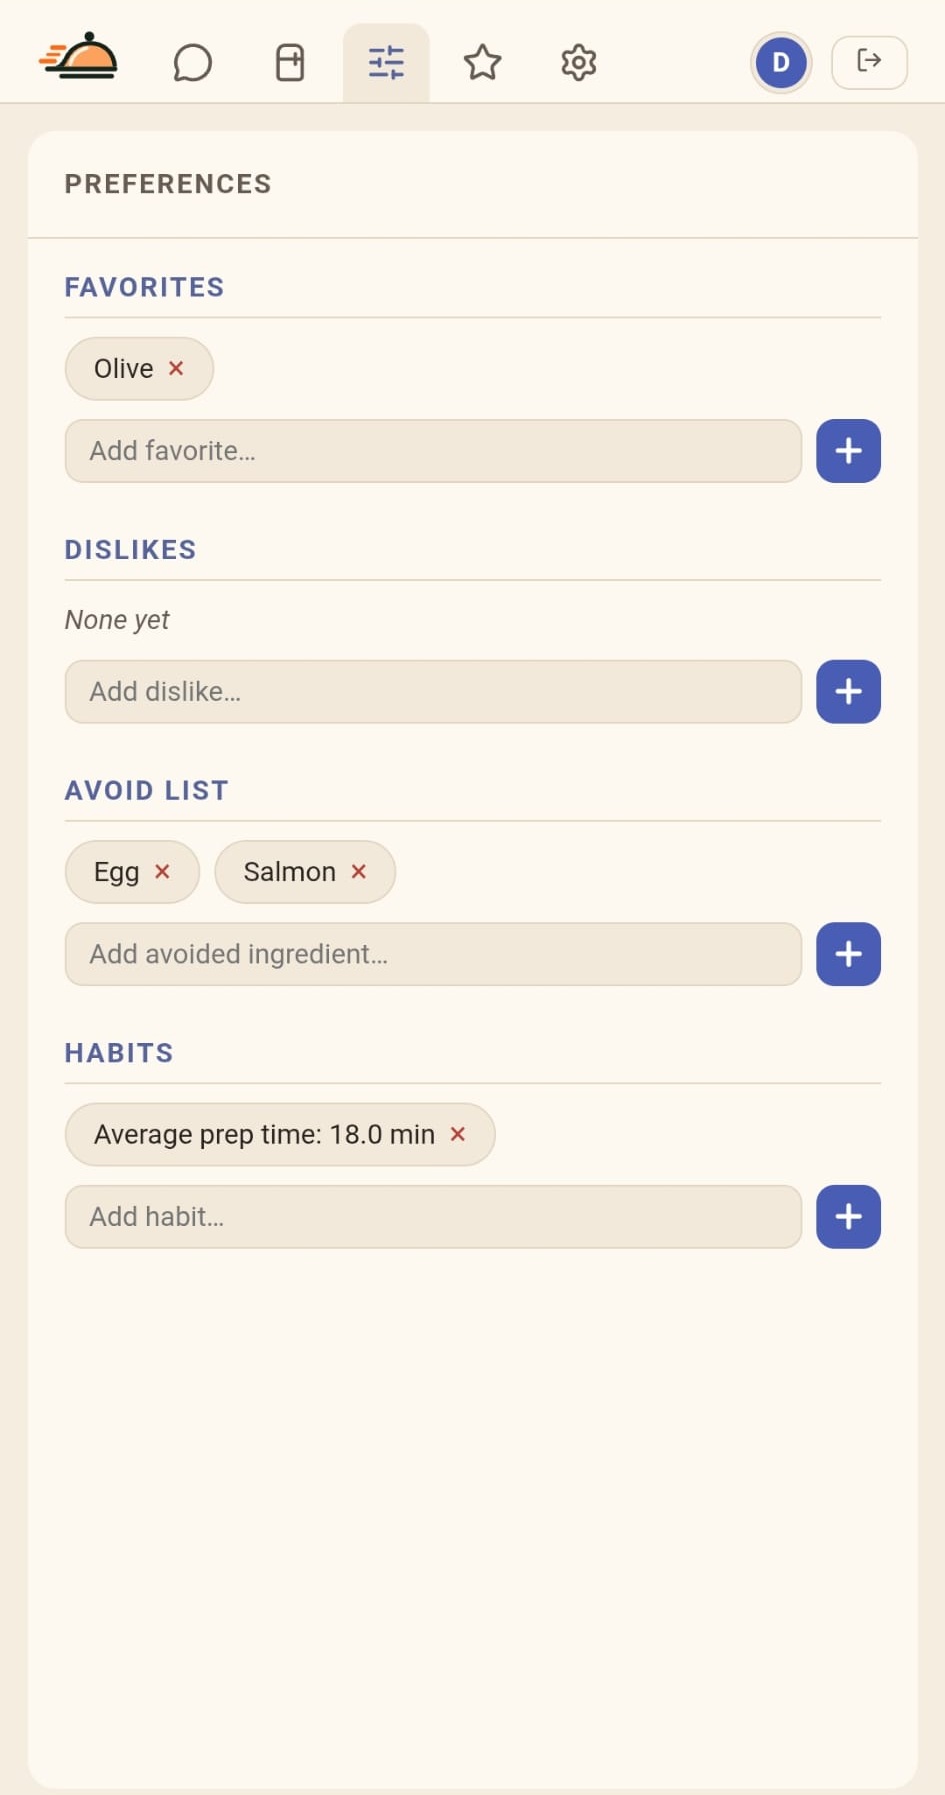 D
PREFERENCES
FAVORITES
Olive ×
Add favorite…
DISLIKES
None yet
Add dislike…
AVOID LIST
Egg × Salmon ×
Add avoided ingredient…
HABITS
Average prep time: 18.0 min ×
Add habit…